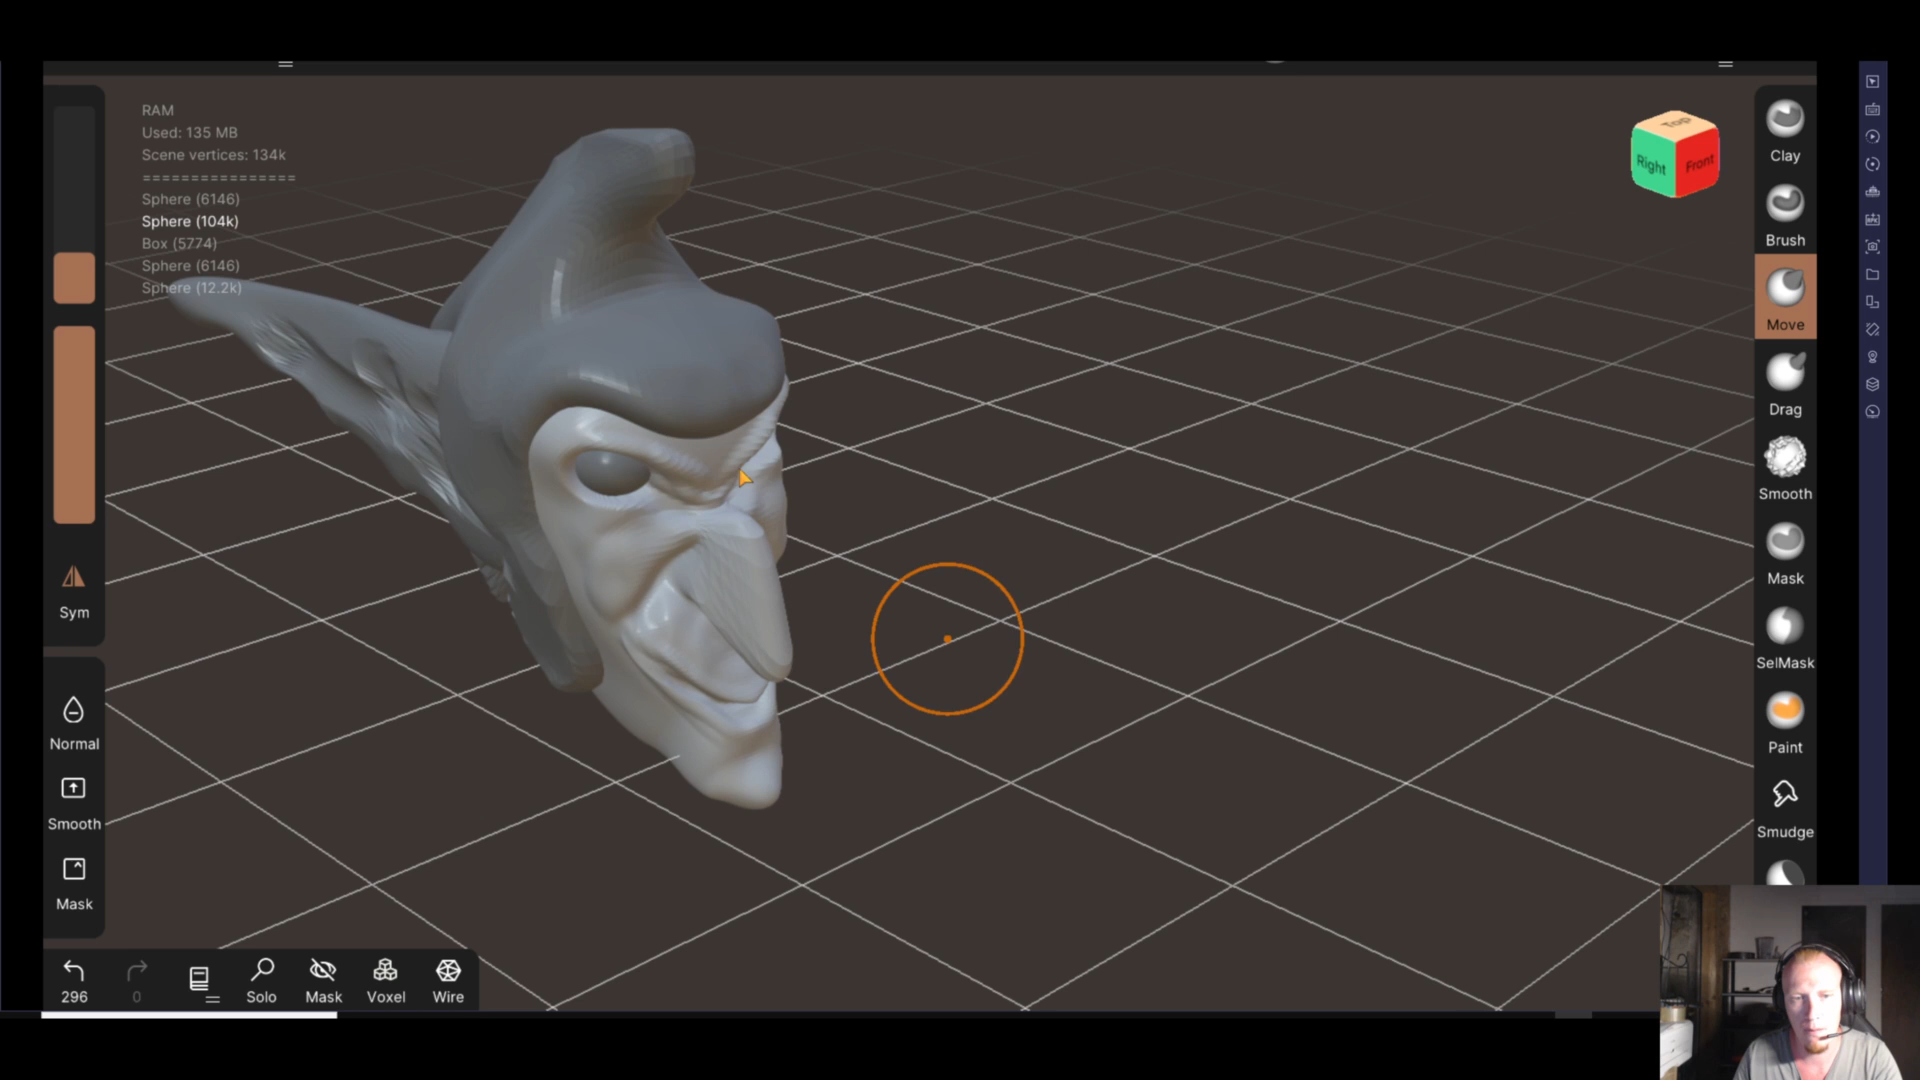 RAM
Used: 135 MB
Scene vertices: 134k
================
Sphere (6146)
Sphere (104k)
Box (5774)
Sphere (6146)
Sphere (12.2k)
Sym
Normal
Smooth
Mask
296
0
Solo
Mask
Voxel
Wire
Top
Right
Front
Clay
Brush
Move
Drag
Smooth
Mask
SelMask
Paint
Smudge